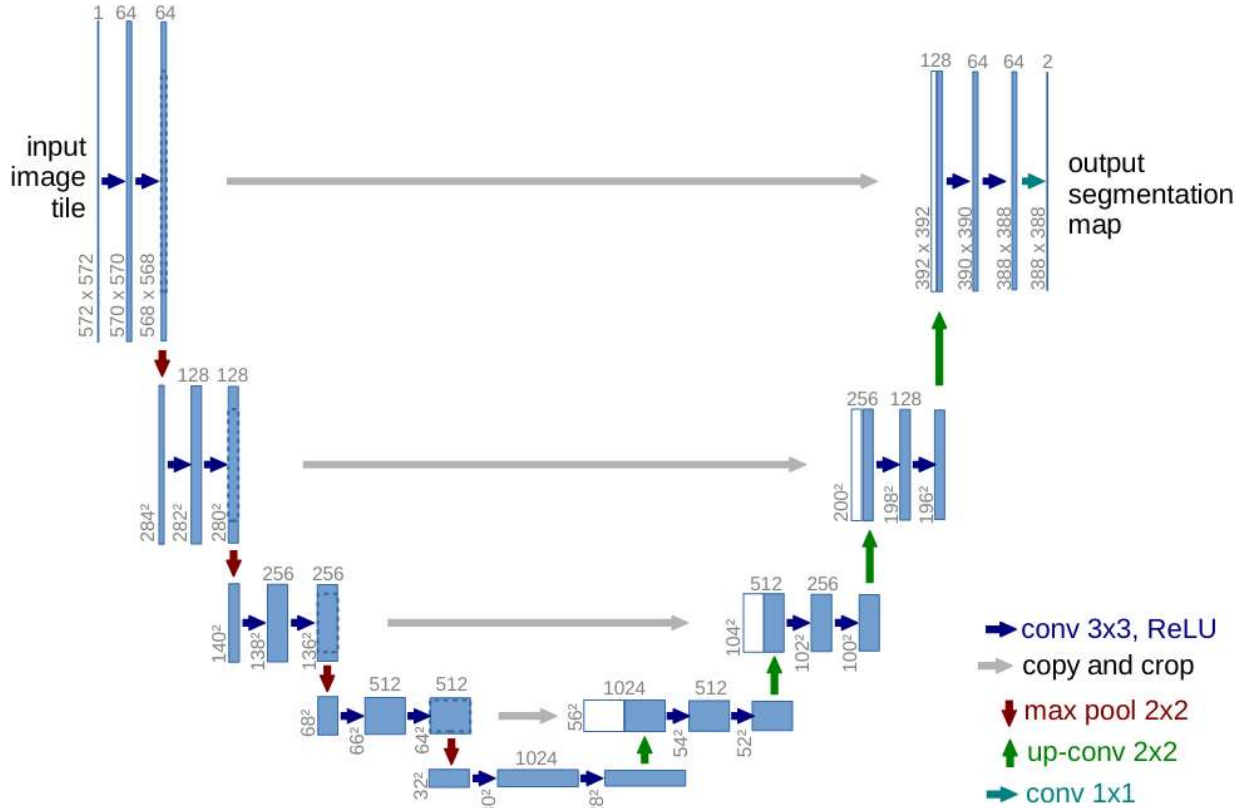 1 64 64
input
image
tile
572 x 572
570 x 570
568 x 568
128 64 64 2
output
segmentation
map
392 x 392
390 x 390
388 x 388
388 x 388
128 128
284²
282²
280²
256 128
200²
198²
196²
256 256
140²
138²
136²
512 256
104²
102²
100²
512 512
68²
66²
64²
1024 512
56²
54²
52²
1024
32²
conv 3x3, ReLU
copy and crop
max pool 2x2
up-conv 2x2
conv 1x1